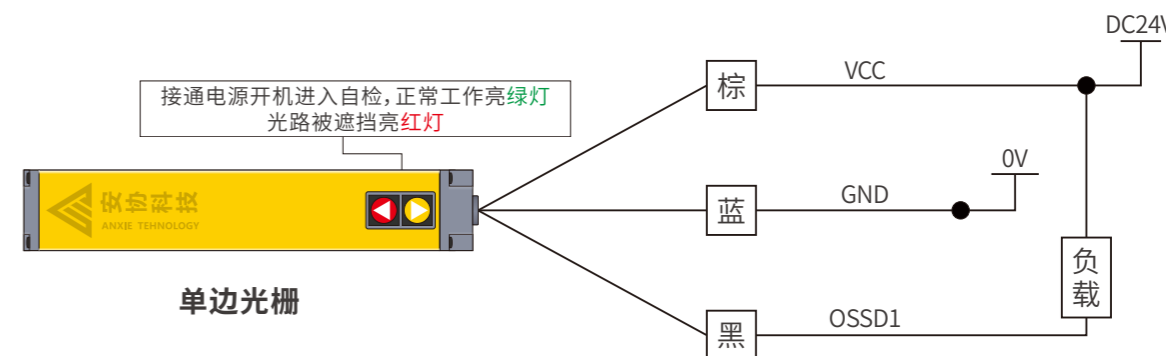 DC24V
棕
VCC
接通电源开机进入自检,正常工作亮绿灯
光路被遮挡亮红灯
0V
安协科技
ANXIE TEHNOLOGY
蓝
GND
负载
单边光栅
黑
OSSD1